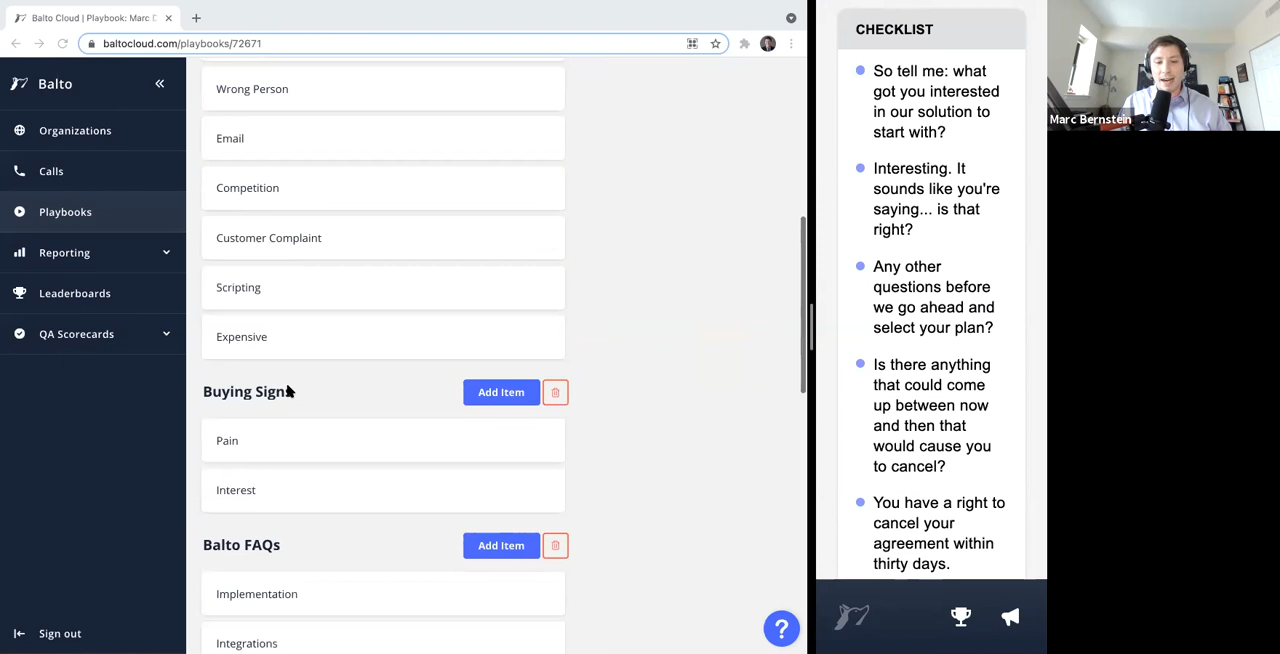 Balto Cloud | Playbook: Marc D
baltocloud.com/playbooks/72671
Balto
Organizations
Calls
Playbooks
Reporting
Leaderboards
QA Scorecards
Sign out
Wrong Person
Email
Competition
Customer Complaint
Scripting
Expensive
Buying Signs
Add Item
Pain
Interest
Balto FAQs
Add Item
Implementation
Integrations
?
CHECKLIST
So tell me: what
got you interested
in our solution to
start with?
Interesting. It
sounds like you're
saying... is that
right?
Any other
questions before
we go ahead and
select your plan?
Is there anything
that could come
up between now
and then that
would cause you
to cancel?
You have a right to
cancel your
agreement within
thirty days.
Marc Bernstein